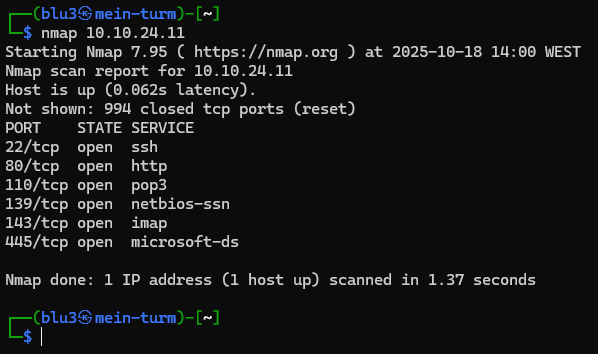 ┌──(blu3㉿mein-turm)-[~]
└─$ nmap 10.10.24.11
Starting Nmap 7.95 ( https://nmap.org ) at 2025-10-18 14:00 WEST
Nmap scan report for 10.10.24.11
Host is up (0.062s latency).
Not shown: 994 closed tcp ports (reset)
PORT    STATE SERVICE
22/tcp  open  ssh
80/tcp  open  http
110/tcp open  pop3
139/tcp open  netbios-ssn
143/tcp open  imap
445/tcp open  microsoft-ds
Nmap done: 1 IP address (1 host up) scanned in 1.37 seconds
┌──(blu3㉿mein-turm)-[~]
└─$